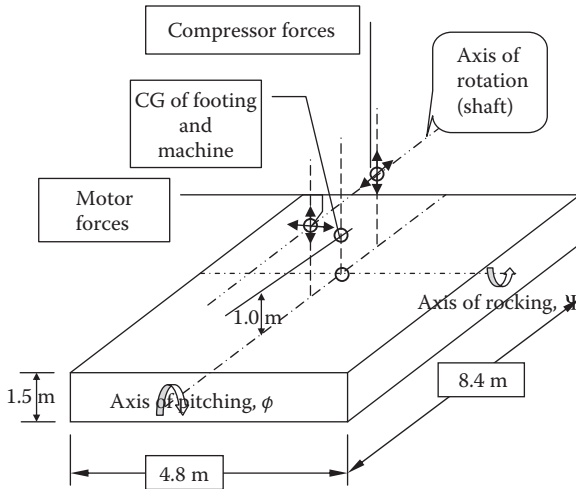 Compressor forces
Axis of
rotation
(shaft)
CG of footing
and
machine
Motor
forces
1.0 m
Axis of rocking, Ψ
1.5 m
Axis of pitching, ϕ
8.4 m
4.8 m